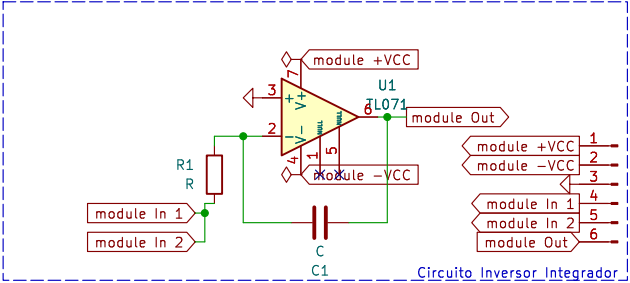 module +VCC
7
U1
TL071
3
+
V+
6
module Out
2
-
V-
NULL
NULL
4
1
5
module -VCC
R1
R
module In 1
module In 2
C
C1
module +VCC
1
module -VCC
2
3
module In 1
4
module In 2
5
module Out
6
Circuito Inversor Integrador